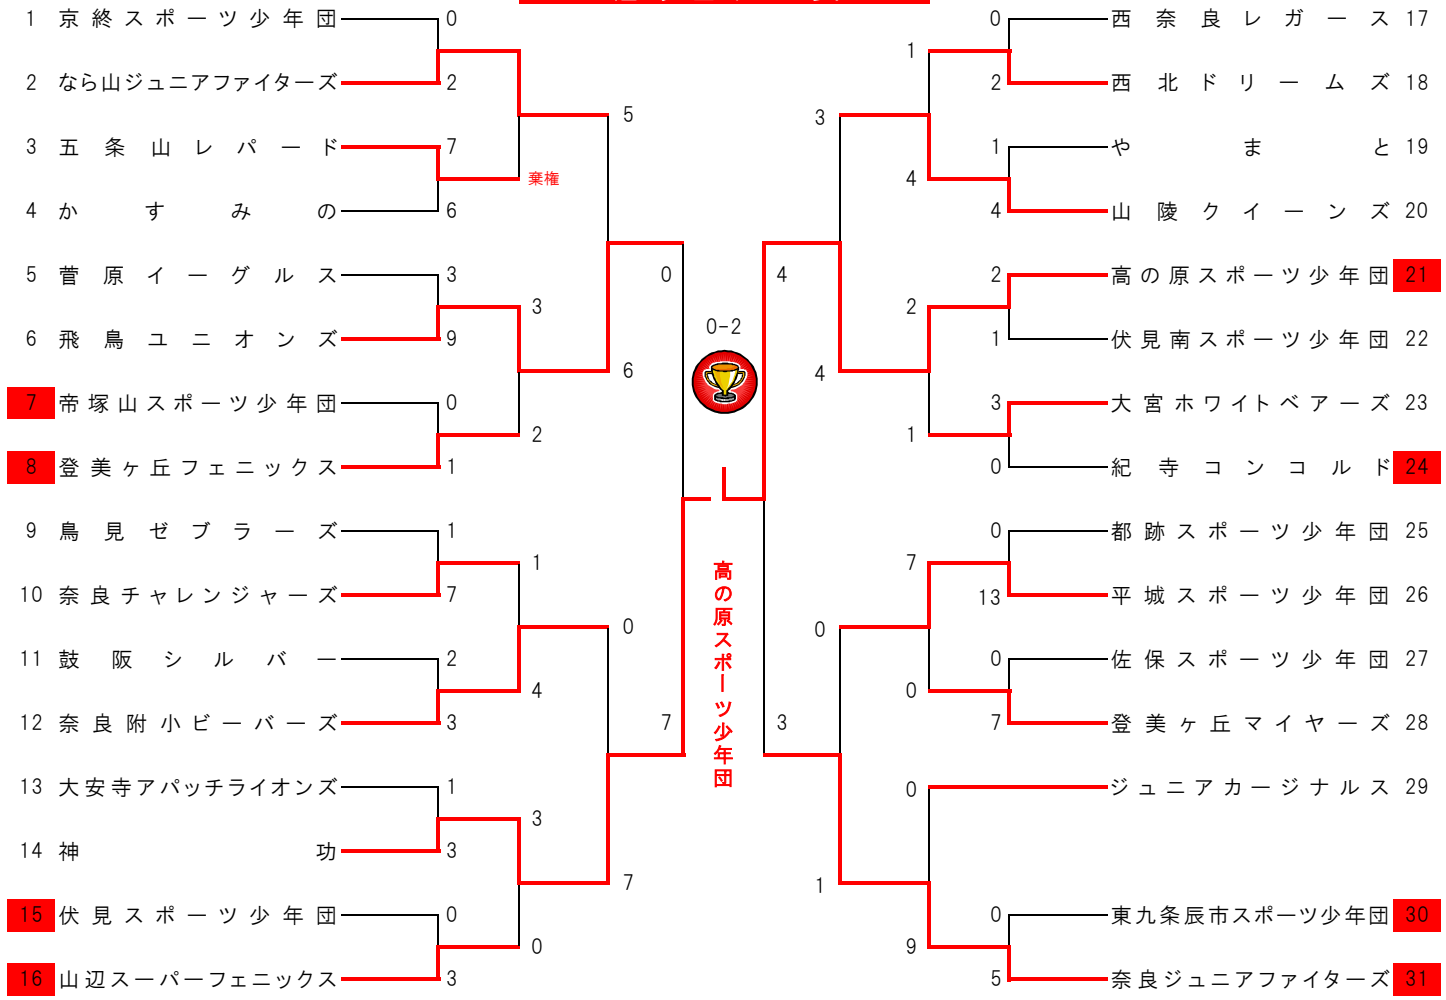 1 京終スポーツ少年団 0
2 なら山ジュニアファイターズ 2
3 五条山レパード 7
棄権
4 かすみの 6
5
5 菅原イーグルス 3
3
6 飛鳥ユニオンズ 9
6
7 帝塚山スポーツ少年団 0
2
8 登美ヶ丘フェニックス 1
0
9 鳥見ゼブラーズ 1
1
10 奈良チャレンジャーズ 7
0
11 鼓阪シルバー 2
4
12 奈良附小ビーバーズ 3
7
13 大安寺アパッチライオンズ 1
3
14 神功 3
7
15 伏見スポーツ少年団 0
0
16 山辺スーパーフェニックス 3
0-2
高の原スポーツ少年団
0 西奈良レガース 17
1
2 西北ドリームズ 18
3
1 やまと 19
4
4 山陵クイーンズ 20
4
2 高の原スポーツ少年団 21
2
1 伏見南スポーツ少年団 22
4
3 大宮ホワイトベアーズ 23
1
0 紀寺コンコルド 24
0 都跡スポーツ少年団 25
7
13 平城スポーツ少年団 26
0
0 佐保スポーツ少年団 27
0
7 登美ヶ丘マイヤーズ 28
3
0 ジュニアカージナルス 29
1
0 東九条辰市スポーツ少年団 30
9
5 奈良ジュニアファイターズ 31